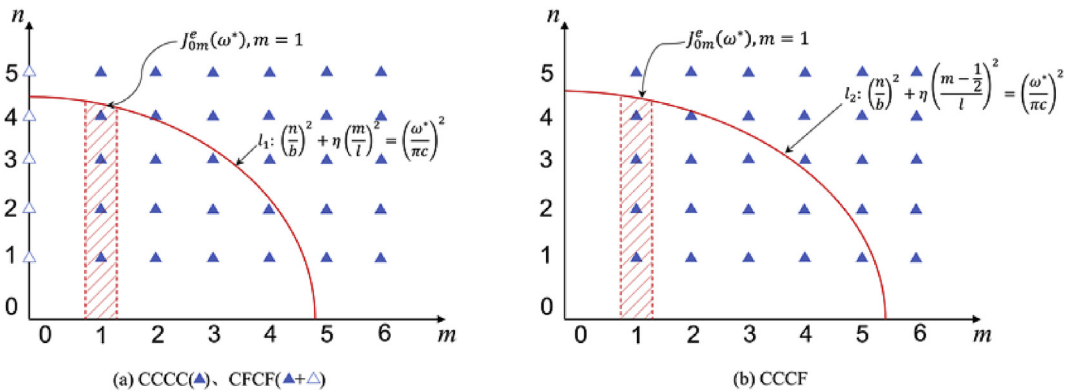 n
J^e_{0m}(ω*), m = 1
5
4
3
2
1
0
l₁: (n/b)² + η(m/l)² = (ω*/πc)²
0 1 2 3 4 5 6 m
(a) CCCC(▲)、CFCF(▲+△)
n
J^e_{0m}(ω*), m = 1
5
4
3
2
1
0
l₂: (n/b)² + η((m − 1/2)/l)² = (ω*/πc)²
0 1 2 3 4 5 6 m
(b) CCCF